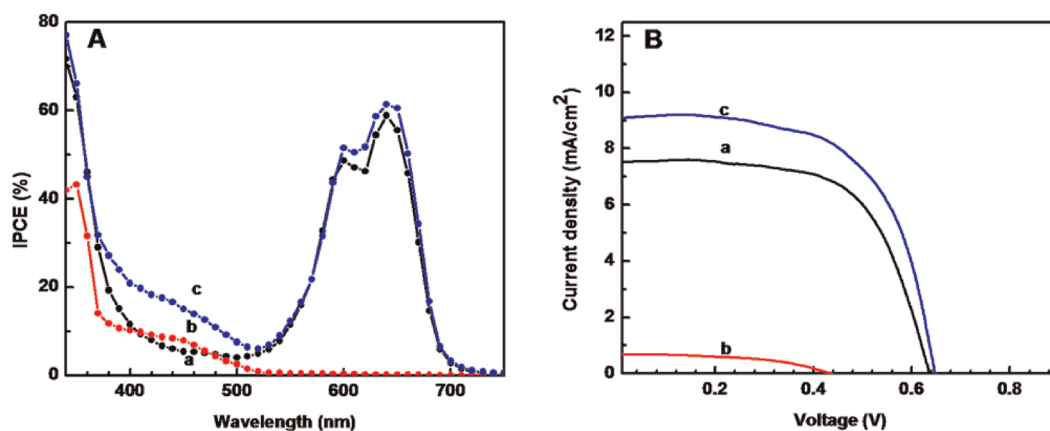 A
80
60
40
20
0
IPCE (%)
c
b
a
400
500
600
700
Wavelength (nm)
B
12
10
8
6
4
2
0
Current density (mA/cm²)
c
a
b
0.2
0.4
0.6
0.8
Voltage (V)